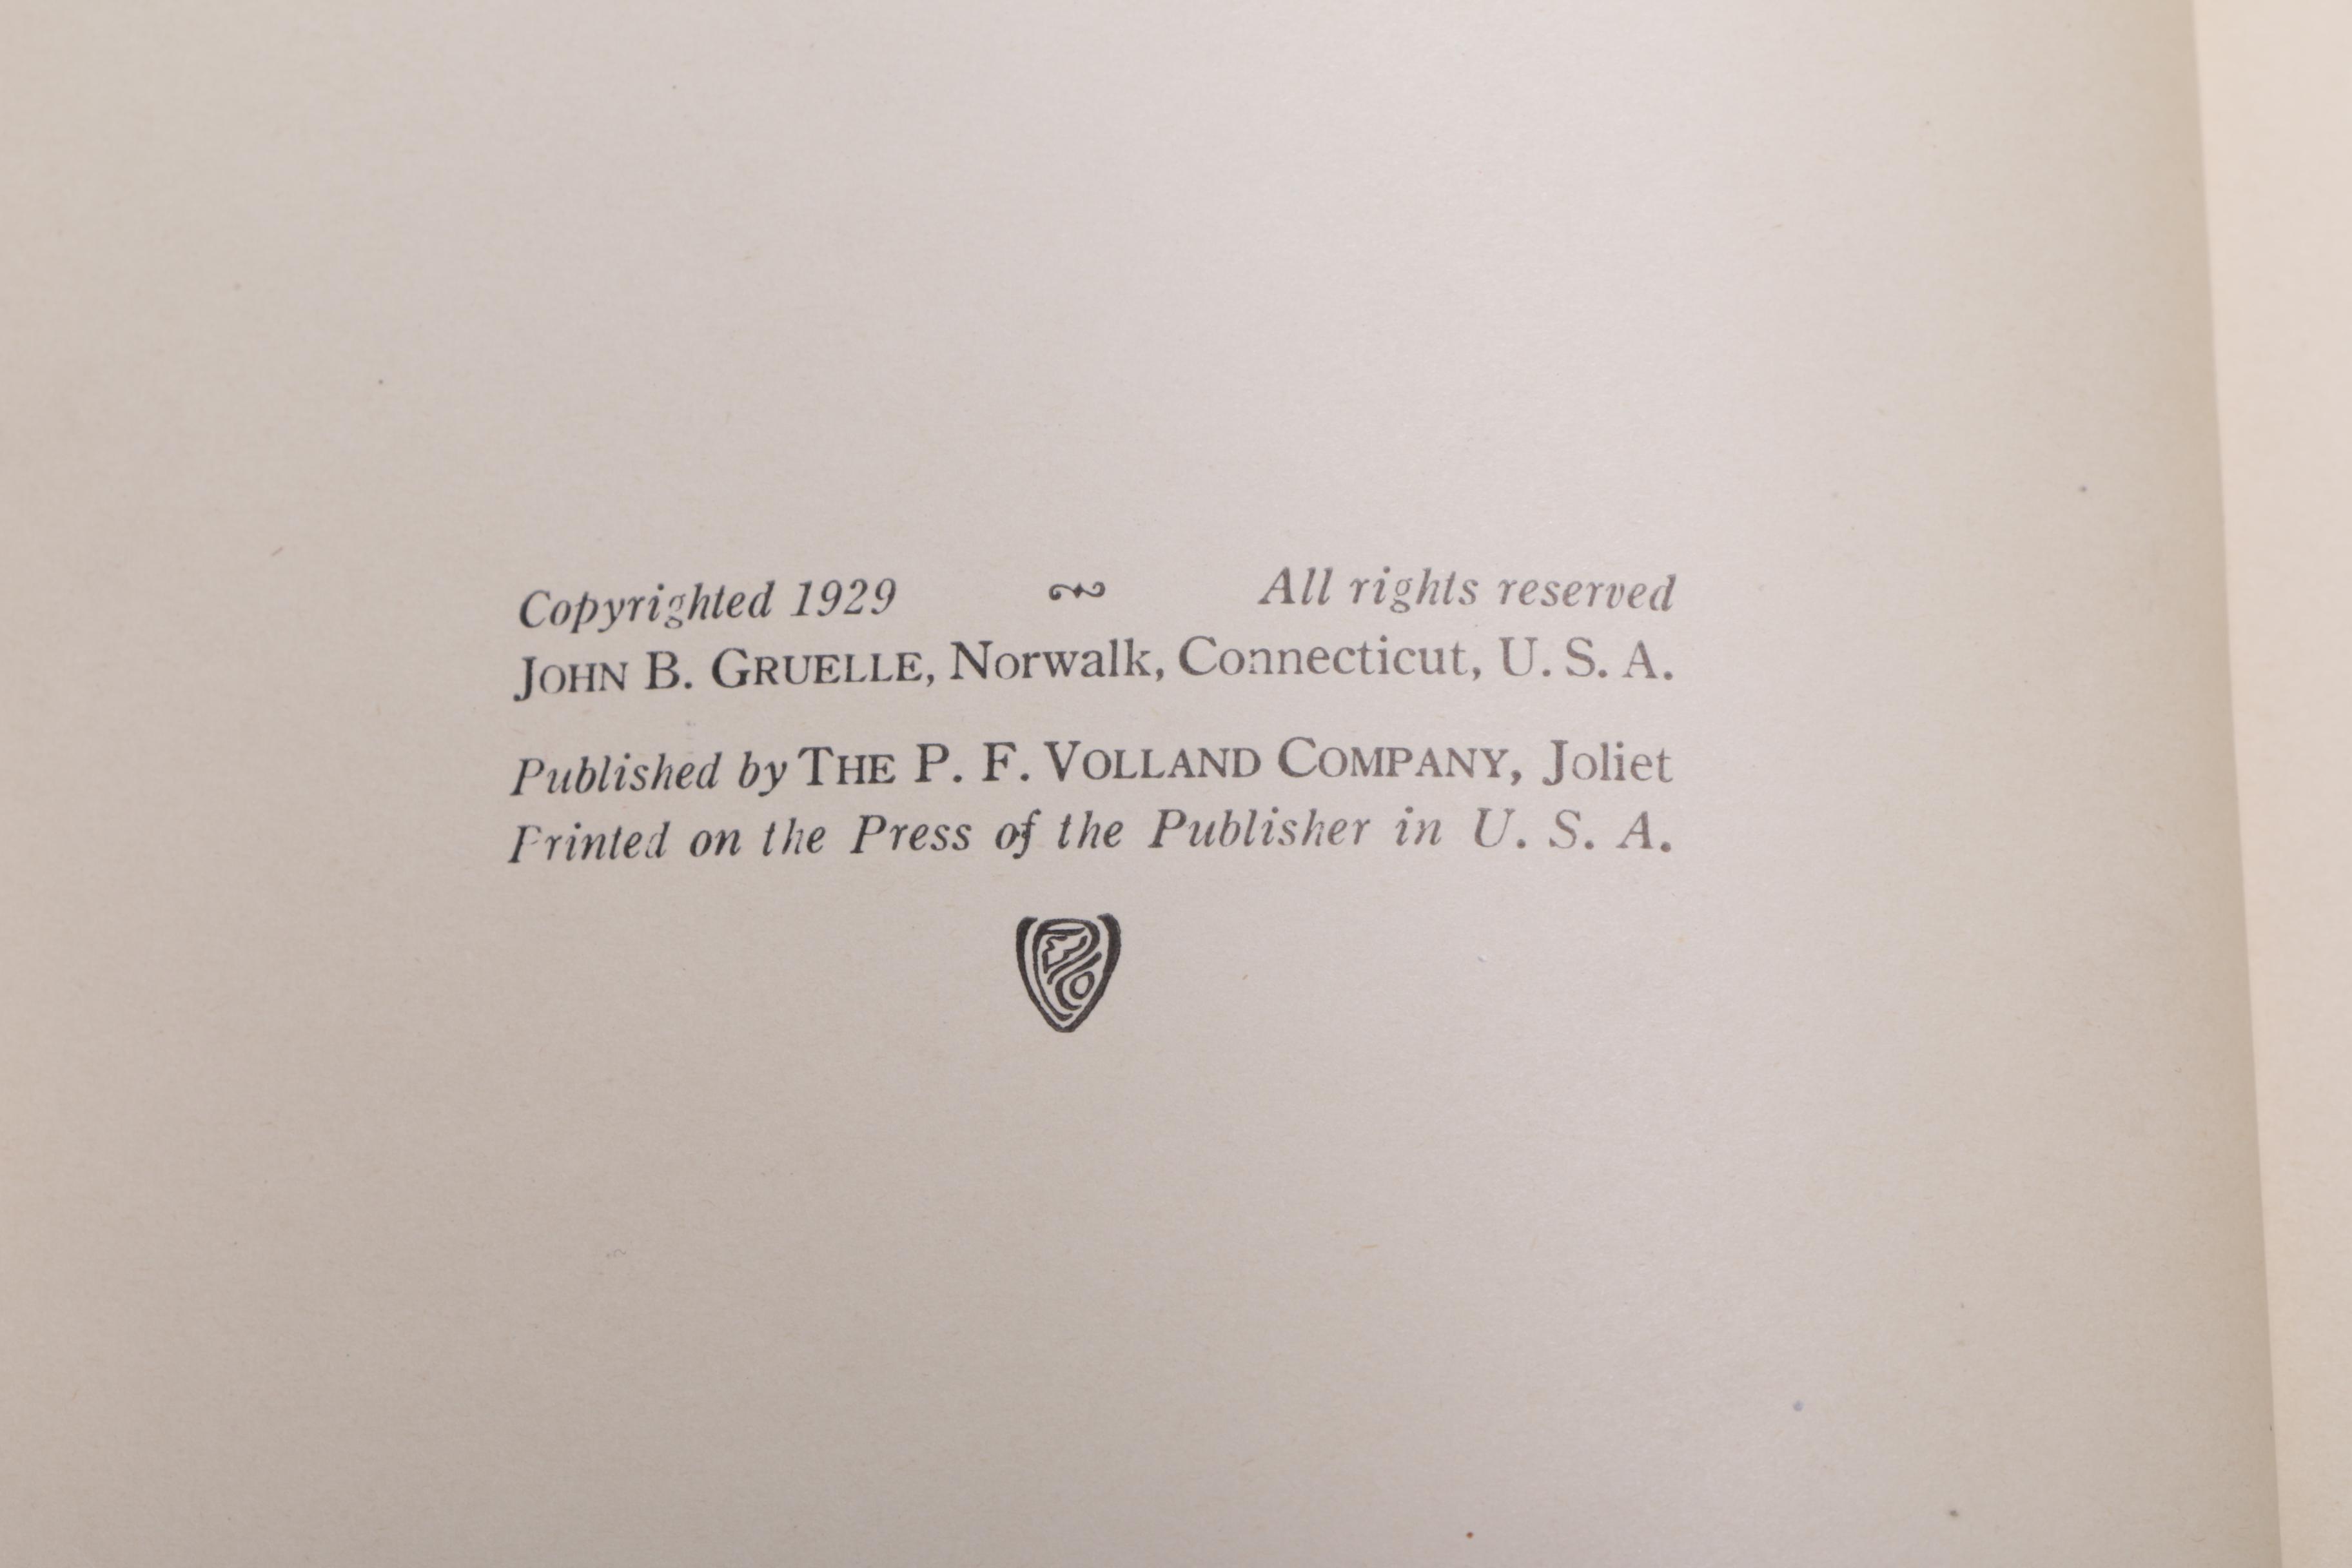 Copyrighted 1929 All rights reserved
JOHN B. GRUELLE, Norwalk, Connecticut, U. S. A.
Published by THE P. F. VOLLAND COMPANY, Joliet
Printed on the Press of the Publisher in U. S. A.